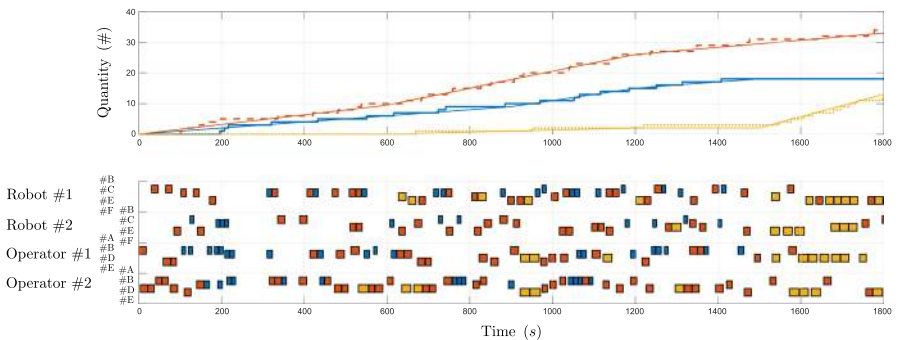 40
30
20
10
0
Quantity (#)
0 200 400 600 800 1000 1200 1400 1600 1800
Robot #1
#B
#C
#E
#F
Robot #2
#B
#C
#E
#F
Operator #1
#A
#B
#D
#E
Operator #2
#A
#B
#D
#E
0 200 400 600 800 1000 1200 1400 1600 1800
Time (s)